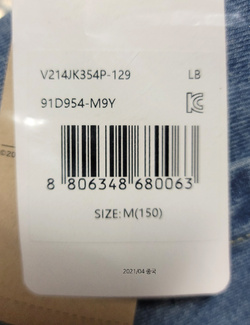 V214JK354P-129 LB
91D954-M9Y
8 806348 680063
SIZE: M(150)
2021/04 중국